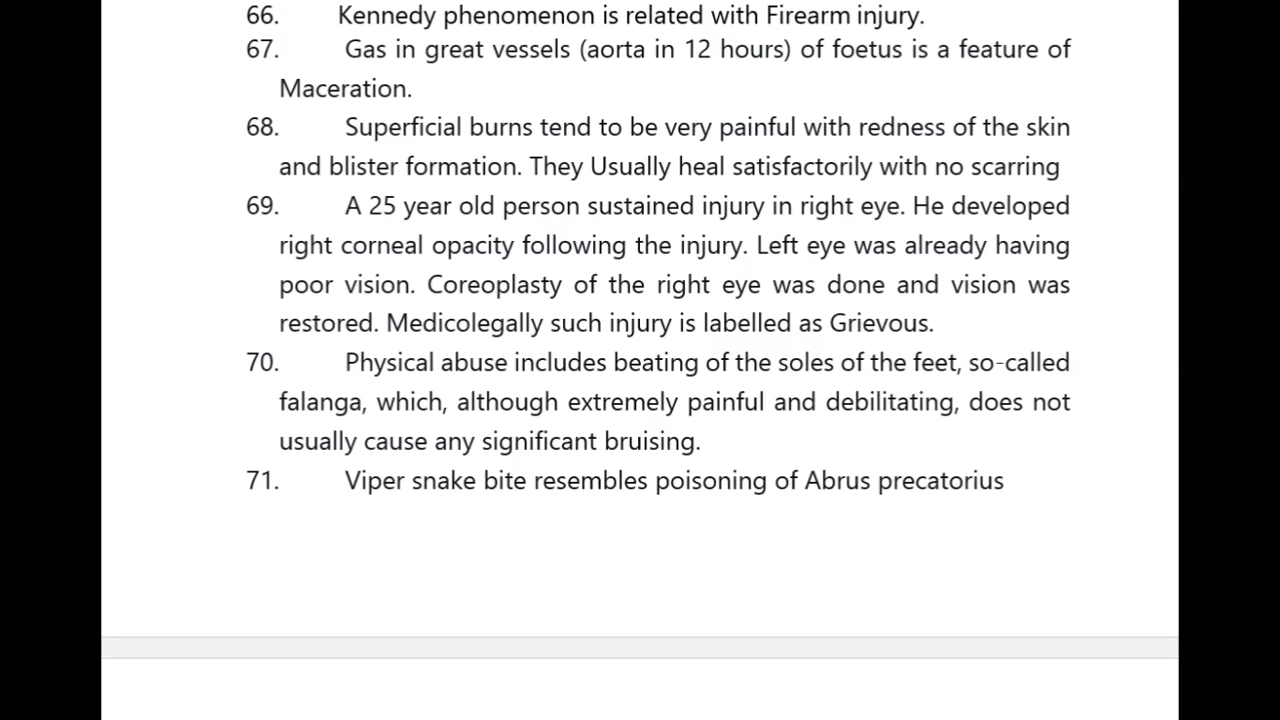 66. Kennedy phenomenon is related with Firearm injury.
67. Gas in great vessels (aorta in 12 hours) of foetus is a feature of
Maceration.
68. Superficial burns tend to be very painful with redness of the skin
and blister formation. They Usually heal satisfactorily with no scarring
69. A 25 year old person sustained injury in right eye. He developed
right corneal opacity following the injury. Left eye was already having
poor vision. Coreoplasty of the right eye was done and vision was
restored. Medicolegally such injury is labelled as Grievous.
70. Physical abuse includes beating of the soles of the feet, so-called
falanga, which, although extremely painful and debilitating, does not
usually cause any significant bruising.
71. Viper snake bite resembles poisoning of Abrus precatorius